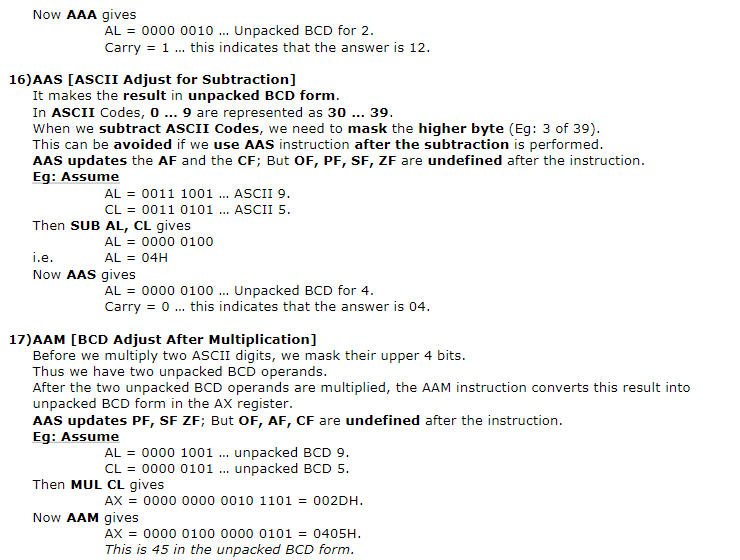 Now AAA gives
AL = 0000 0010 ... Unpacked BCD for 2.
Carry = 1 ... this indicates that the answer is 12.
16)AAS [ASCII Adjust for Subtraction]
It makes the result in unpacked BCD form.
In ASCII Codes, 0 ... 9 are represented as 30 ... 39.
When we subtract ASCII Codes, we need to mask the higher byte (Eg: 3 of 39).
This can be avoided if we use AAS instruction after the subtraction is performed.
AAS updates the AF and the CF; But OF, PF, SF, ZF are undefined after the instruction.
Eg: Assume
AL = 0011 1001 ... ASCII 9.
CL = 0011 0101 ... ASCII 5.
Then SUB AL, CL gives
AL = 0000 0100
i.e. AL = 04H
Now AAS gives
AL = 0000 0100 ... Unpacked BCD for 4.
Carry = 0 ... this indicates that the answer is 04.
17)AAM [BCD Adjust After Multiplication]
Before we multiply two ASCII digits, we mask their upper 4 bits.
Thus we have two unpacked BCD operands.
After the two unpacked BCD operands are multiplied, the AAM instruction converts this result into
unpacked BCD form in the AX register.
AAS updates PF, SF ZF; But OF, AF, CF are undefined after the instruction.
Eg: Assume
AL = 0000 1001 ... unpacked BCD 9.
CL = 0000 0101 ... unpacked BCD 5.
Then MUL CL gives
AX = 0000 0000 0010 1101 = 002DH.
Now AAM gives
AX = 0000 0100 0000 0101 = 0405H.
This is 45 in the unpacked BCD form.